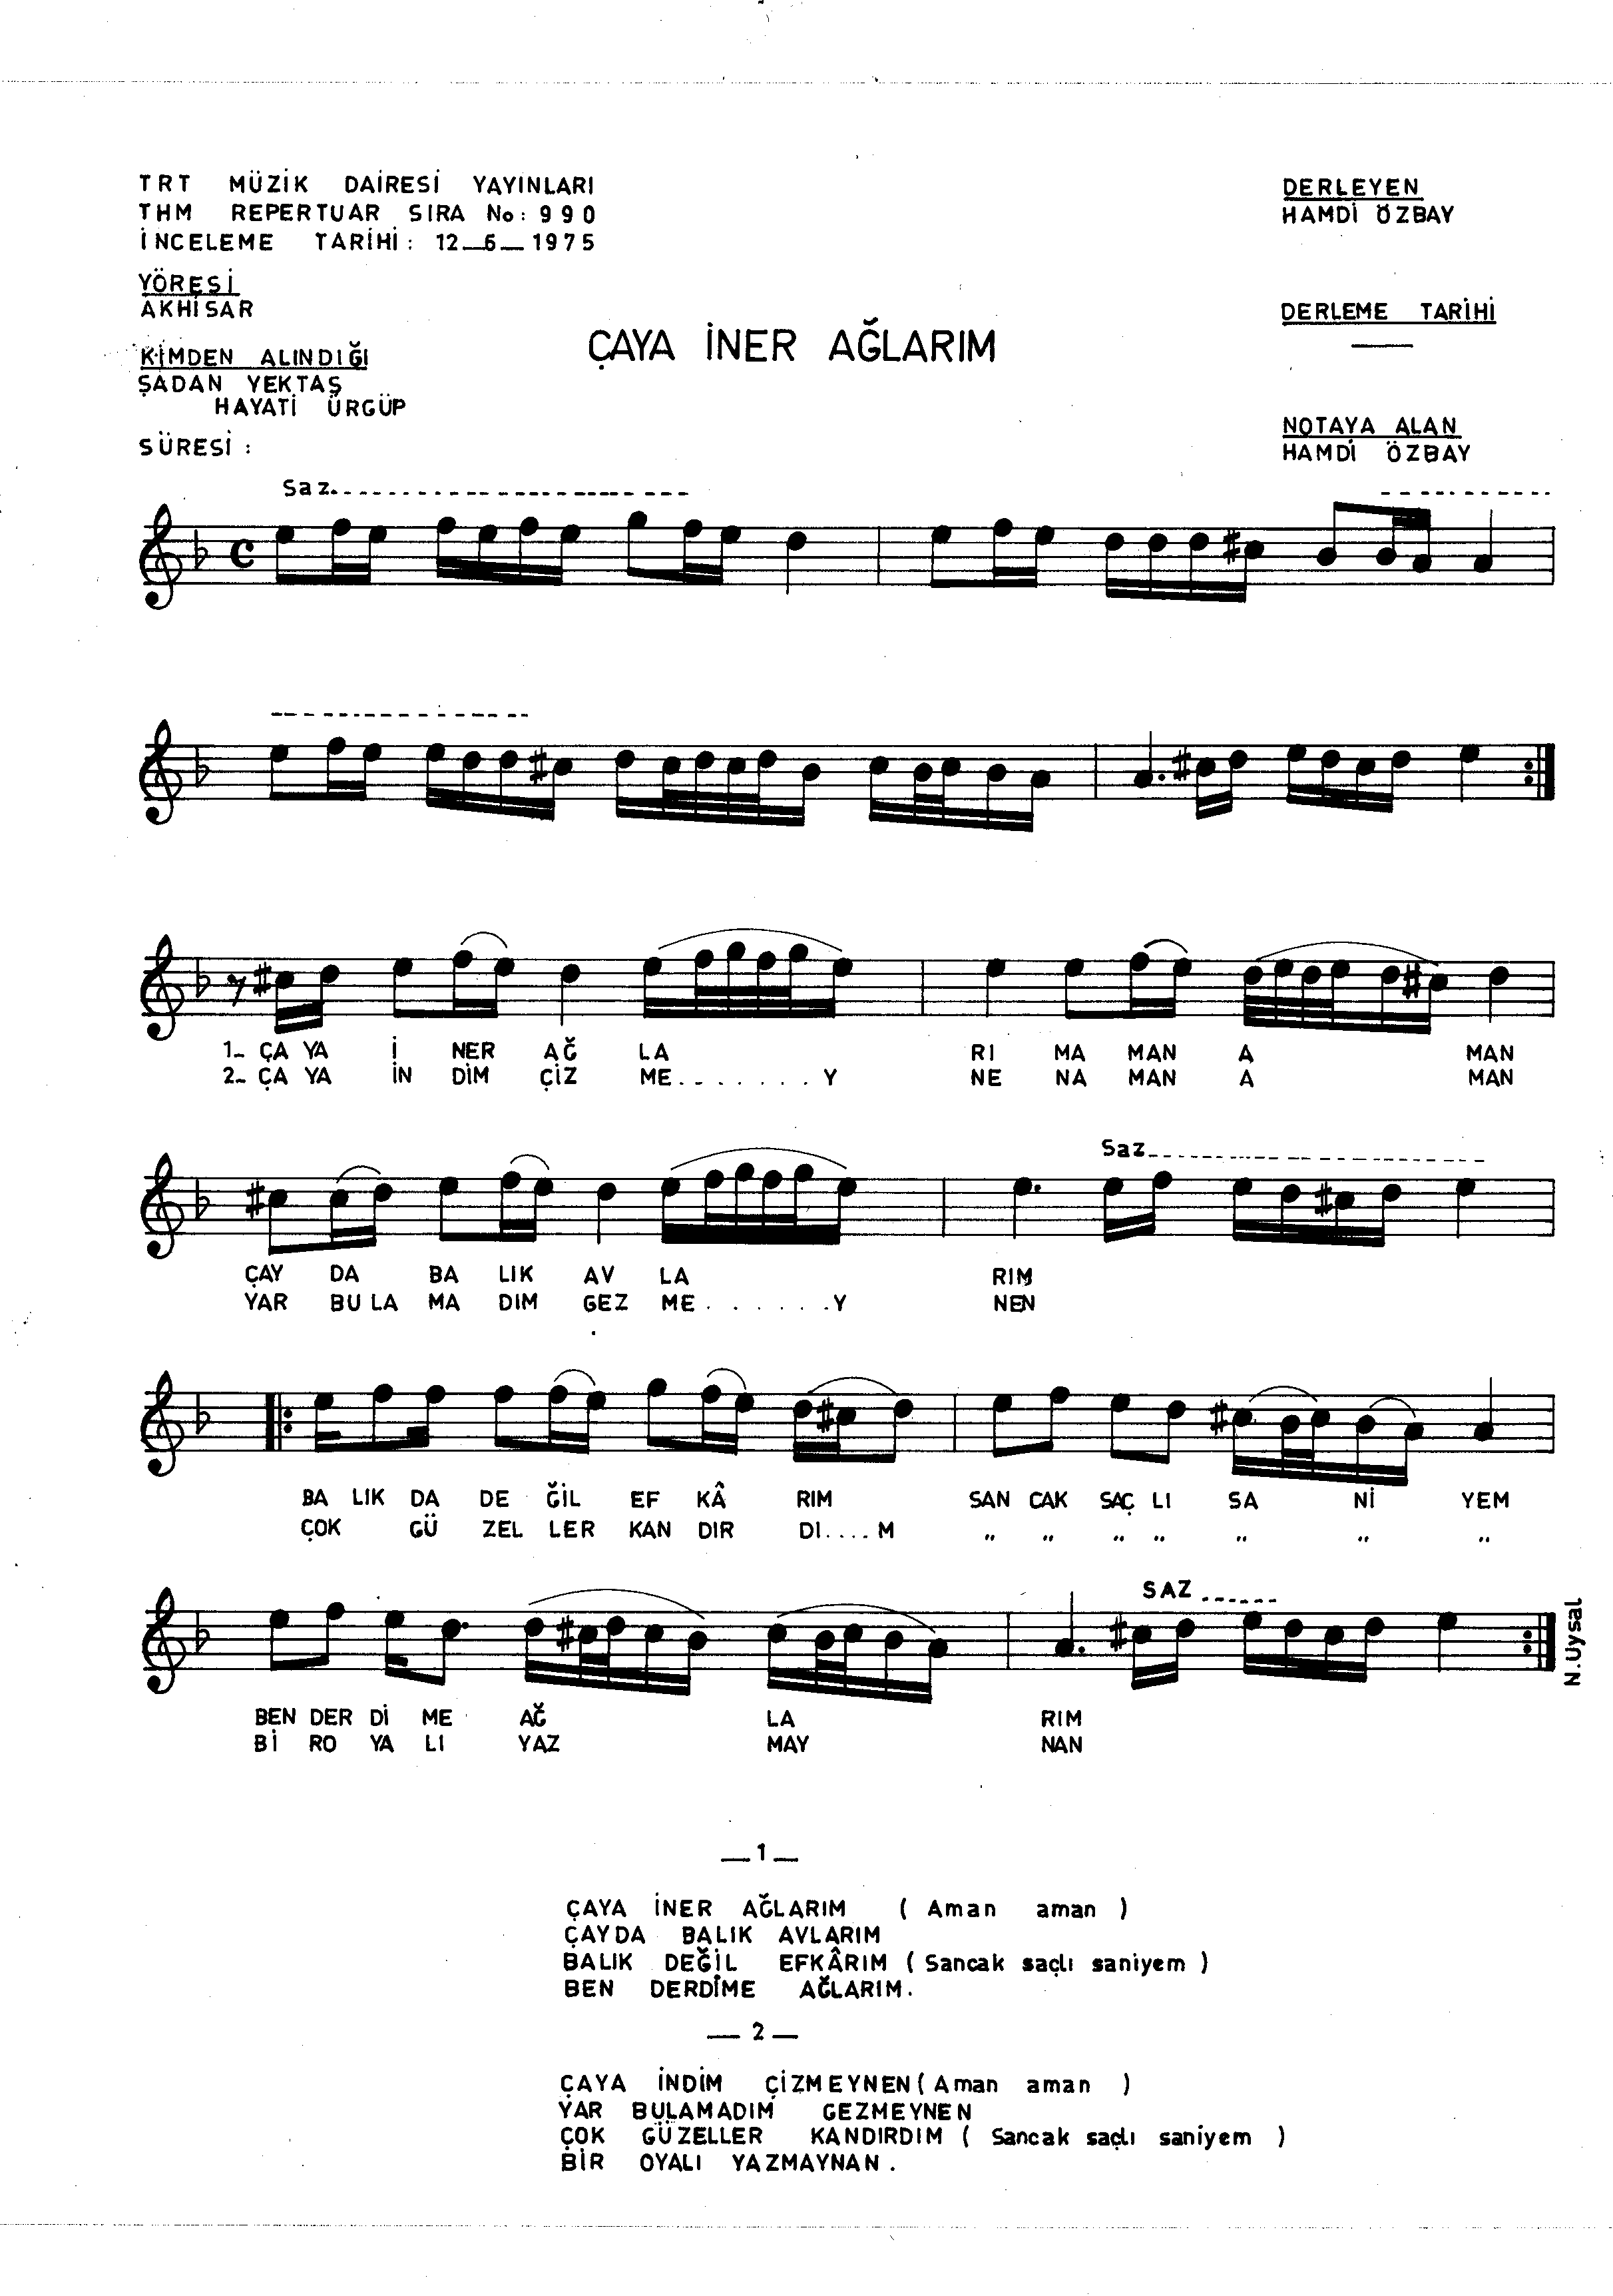 TRT MÜZİK DAİRESİ YAYINLARI
THM REPERTUAR SIRA No: 990
İNCELEME TARİHİ: 12_6_1975
DERLEYEN
HAMDİ ÖZBAY
YÖRESİ
AKHİSAR
DERLEME TARİHİ
ÇAYA İNER AĞLARIM
KİMDEN ALINDIĞI
ŞADAN YEKTAŞ
HAYATİ ÜRGÜP
NOTAYA ALAN
HAMDİ ÖZBAY
SÜRESİ :
Saz
1_ ÇA YA İ NER AĞ LA RI MA MAN A MAN
2_ ÇA YA İN DİM ÇİZ ME.......Y NE NA MAN A MAN
Saz
ÇAY DA BA LIK AV LA RIM
YAR BU LA MA DIM GEZ ME.......Y NEN
BA LIK DA DE ĞİL EF KÂ RIM SAN CAK SAÇ LI SA Nİ YEM
ÇOK GÜ ZEL LER KAN DIR DI....M " " " " " " "
SAZ
BEN DER Dİ ME AĞ LA RIM
Bİ RO YA LI YAZ MAY NAN
N.Uysal
_1_
ÇAYA İNER AĞLARIM ( Aman aman )
ÇAYDA BALIK AVLARIM
BALIK DEĞİL EFKÂRIM ( Sancak saçlı saniyem )
BEN DERDİME AĞLARIM.
_ 2 _
ÇAYA İNDİM ÇİZMEYNEN ( Aman aman )
YAR BULAMADIM GEZMEYNEN
ÇOK GÜZELLER KANDIRDIM ( Sancak saçlı saniyem )
BİR OYALI YAZMAYNAN .